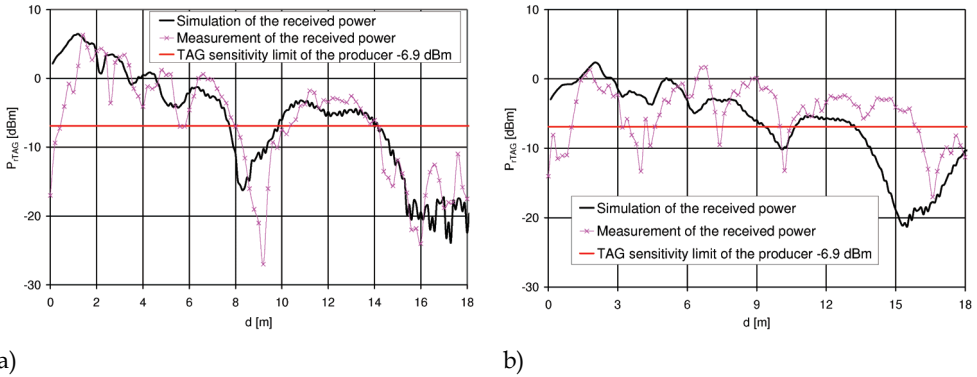 10
0
-10
-20
-30
PrTAG [dBm]
Simulation of the received power
Measurement of the received power
TAG sensitivity limit of the producer -6.9 dBm
0 2 4 6 8 10 12 14 16 18
d [m]
a)
10
0
-10
-20
-30
PrTAG [dBm]
Simulation of the received power
Measurement of the received power
TAG sensitivity limit of the producer -6.9 dBm
0 3 6 9 12 15 18
d [m]
b)